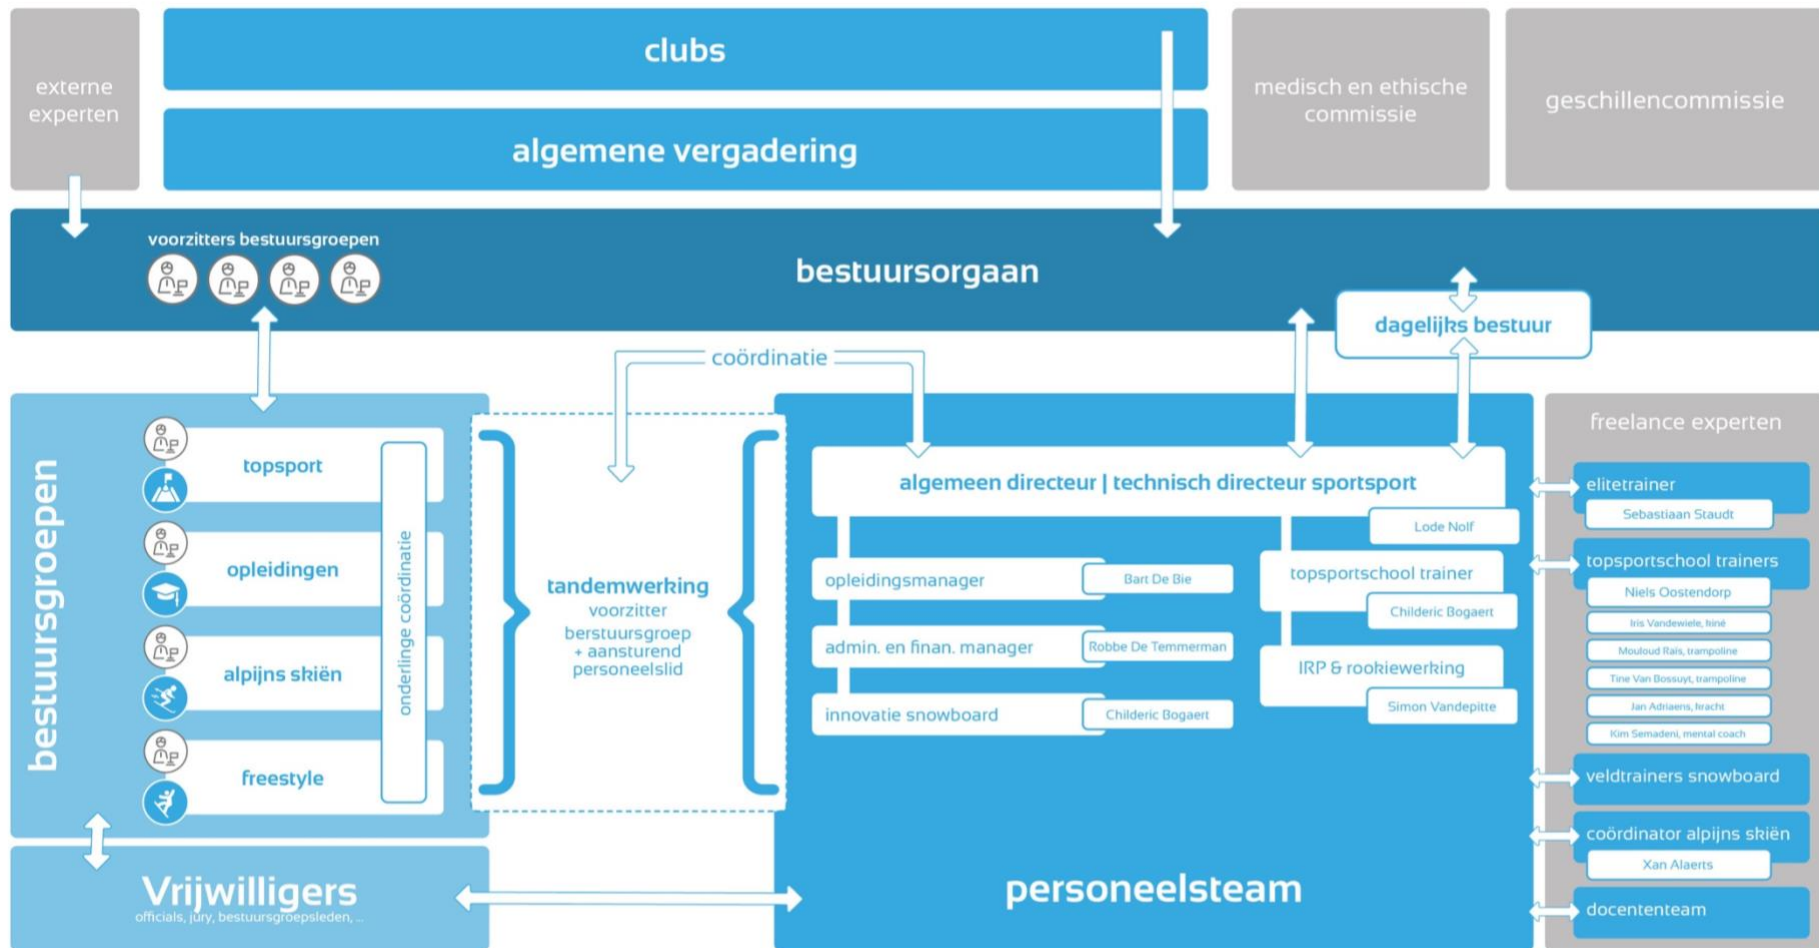 externe
experten
clubs
algemene vergadering
medisch en ethische
commissie
geschillencommissie
voorzitters bestuursgroepen
bestuursorgaan
dagelijks bestuur
coördinatie
bestuursgroepen
topsport
opleidingen
alpijns skiën
freestyle
onderlinge coördinatie
tandemwerking
voorzitter
berstuursgroep
+ aansturend
personeelslid
algemeen directeur | technisch directeur sportsport
Lode Nolf
opleidingsmanager
Bart De Bie
admin. en finan. manager
Robbe De Temmerman
innovatie snowboard
Childeric Bogaert
topsportschool trainer
Childeric Bogaert
IRP & rookiewerking
Simon Vandepitte
personeelsteam
Vrijwilligers
officials, jury, bestuursgroepsleden, ...
freelance experten
elitetrainer
Sebastiaan Staudt
topsportschool trainers
Niels Oostendorp
Iris Vandewiele, kiné
Mouloud Raïs, trampoline
Tine Van Bossuyt, trampoline
Jan Adriaens, kracht
Kim Semadeni, mental coach
veldtrainers snowboard
coördinator alpijns skiën
Xan Alaerts
docententeam